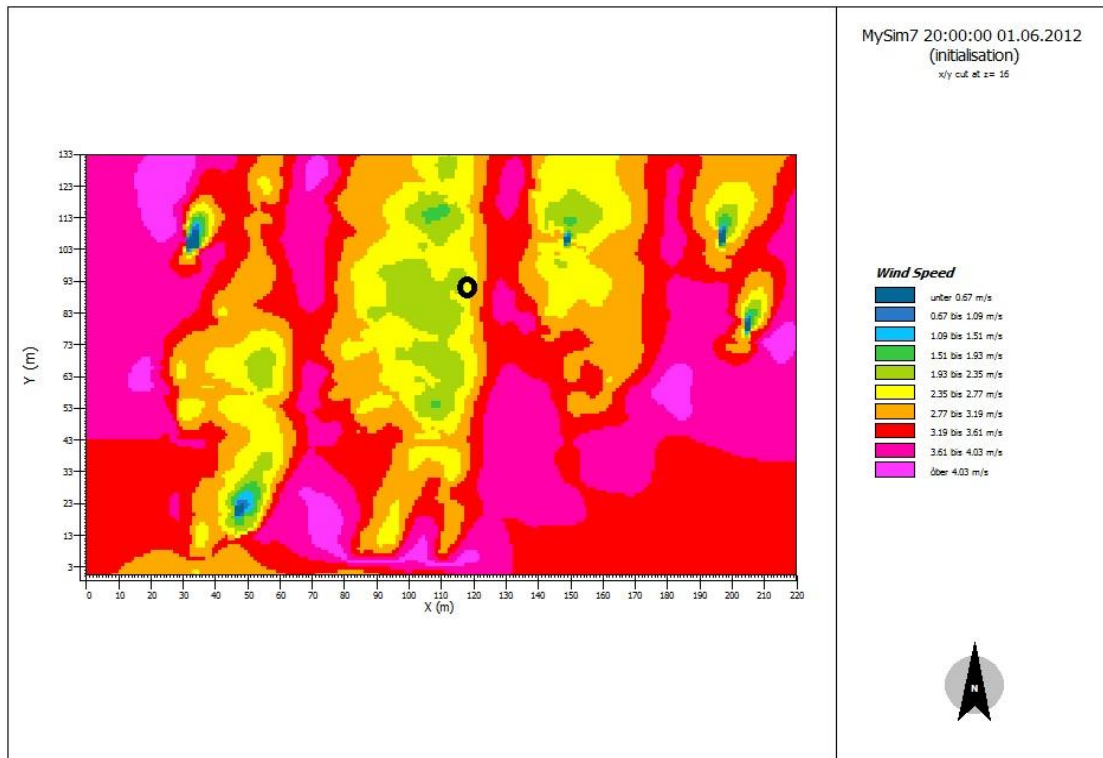 MySim7 20:00:00 01.06.2012
(initialisation)
x/y cut at z= 16
133
123
113
103
93
83
73
63
53
43
33
23
13
3
Y (m)
0 10 20 30 40 50 60 70 80 90 100 110 120 130 140 150 160 170 180 190 200 210 220
X (m)
Wind Speed
unter 0.67 m/s
0.67 bis 1.09 m/s
1.09 bis 1.51 m/s
1.51 bis 1.93 m/s
1.93 bis 2.35 m/s
2.35 bis 2.77 m/s
2.77 bis 3.19 m/s
3.19 bis 3.61 m/s
3.61 bis 4.03 m/s
öber 4.03 m/s
N